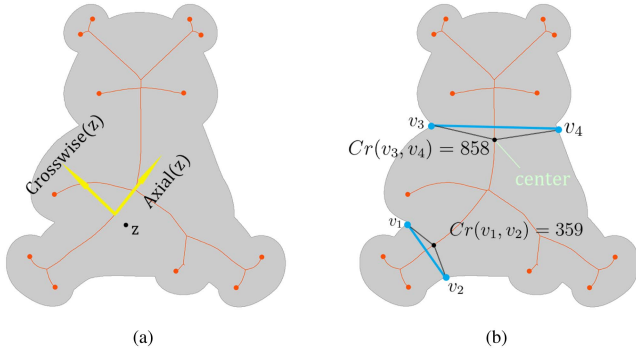 Crosswise(z)
Axial(z)
z
(a)
v₃
v₄
Cr(v₃, v₄) = 858
center
v₁
Cr(v₁, v₂) = 359
v₂
(b)